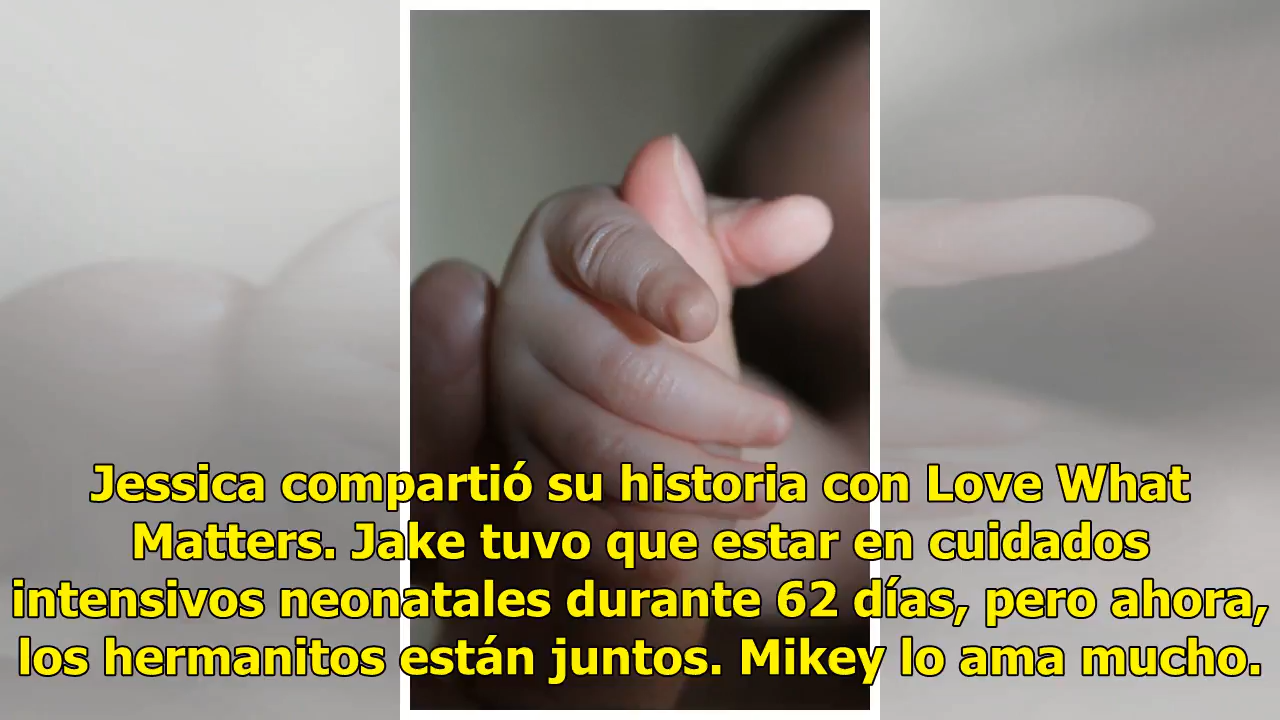 Jessica compartió su historia con Love What
Matters. Jake tuvo que estar en cuidados
intensivos neonatales durante 62 días, pero ahora,
los hermanitos están juntos. Mikey lo ama mucho.